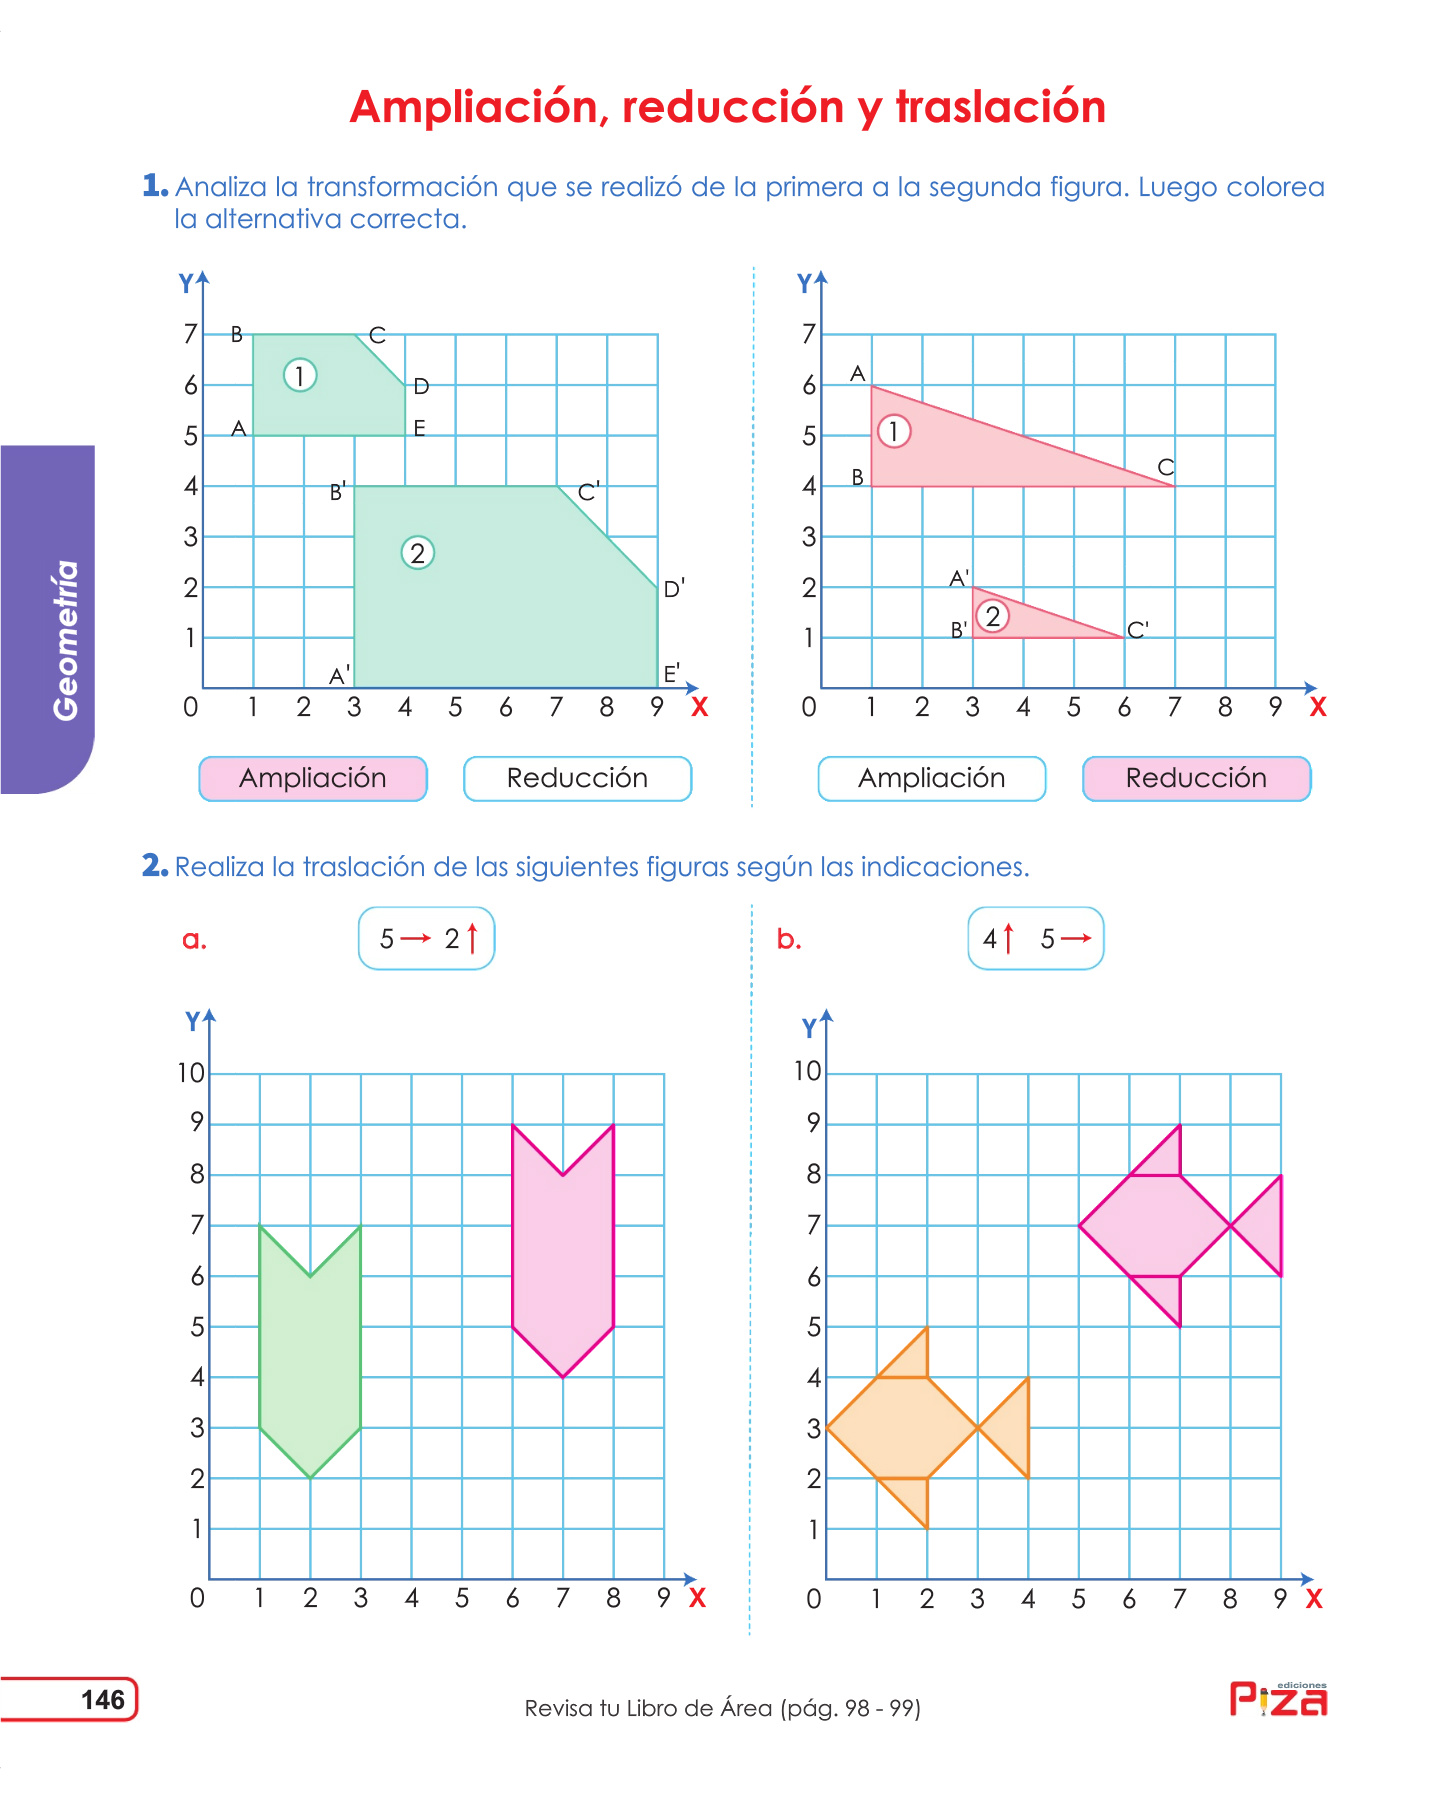 Ampliación, reducción y traslación
1. Analiza la transformación que se realizó de la primera a la segunda figura. Luego colorea
la alternativa correcta.
Y
7
6
5
4
3
2
1
0 1 2 3 4 5 6 7 8 9 X
B C
1
D
A E
B' C'
2
D'
A' E'
Y
7
6
5
4
3
2
1
0 1 2 3 4 5 6 7 8 9 X
A
1
B C
A'
2
B' C'
Ampliación Reducción
Ampliación Reducción
Geometría
2. Realiza la traslación de las siguientes figuras según las indicaciones.
a. 5 → 2 ↑
b. 4 ↑ 5 →
Y
10
9
8
7
6
5
4
3
2
1
0 1 2 3 4 5 6 7 8 9 X
Y
10
9
8
7
6
5
4
3
2
1
0 1 2 3 4 5 6 7 8 9 X
146
Revisa tu Libro de Área (pág. 98 - 99)
ediciones
Piza